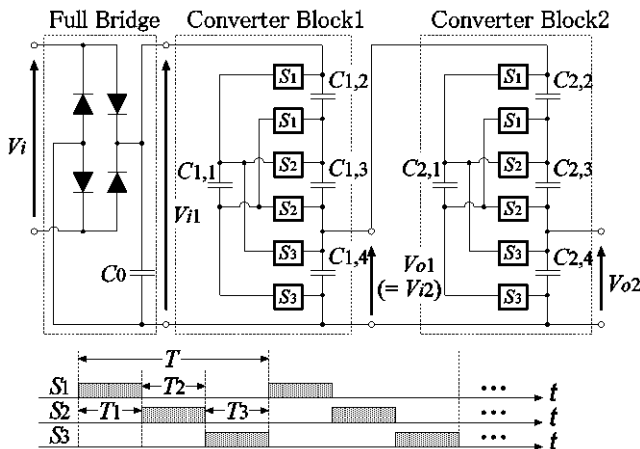 Full Bridge
Converter Block1
Converter Block2
Vi
C0
Vi1
C1,1
S1
S1
S2
S2
S3
S3
C1,2
C1,3
C1,4
Vo1
(= Vi2)
C2,1
S1
S1
S2
S2
S3
S3
C2,2
C2,3
C2,4
Vo2
T
S1
T2
••• t
S2
T1
T3
••• t
S3
••• t